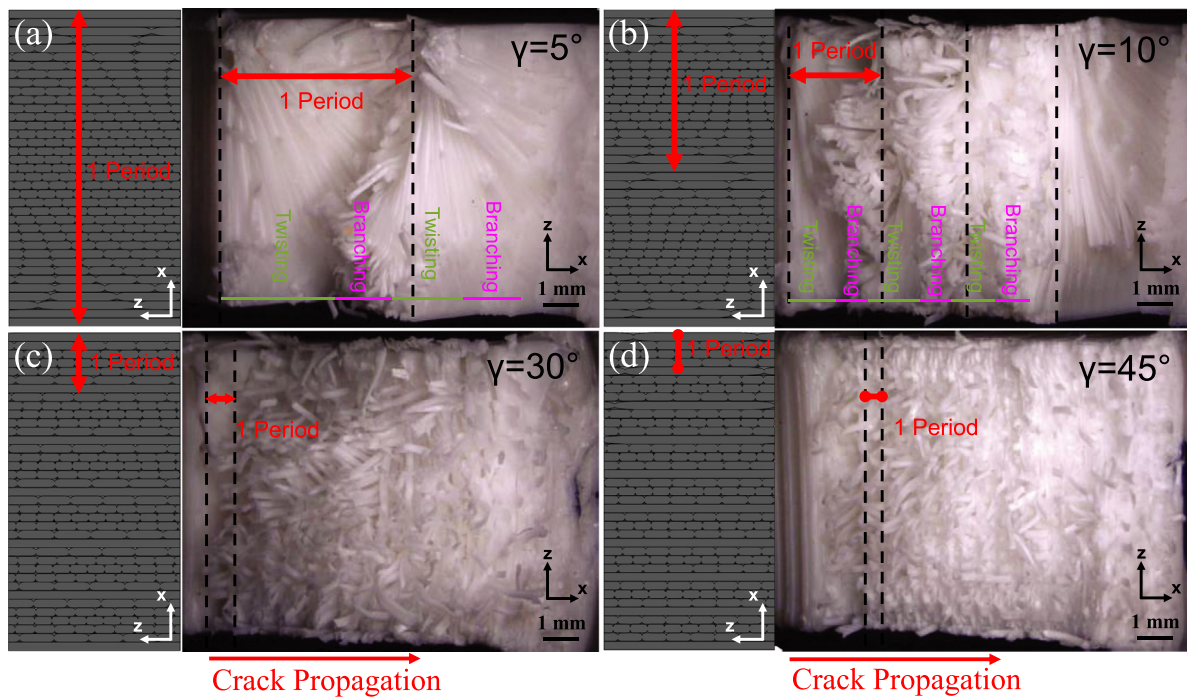 (a)
γ=5°
1 Period
1 Period
Twisting
Branching
Twisting
Branching
x
z
z
x
1 mm
(b)
γ=10°
1 Period
1 Period
Twisting
Branching
Twisting
Branching
Twisting
Branching
x
z
z
x
1 mm
(c)
γ=30°
1 Period
1 Period
x
z
z
x
1 mm
(d)
γ=45°
1 Period
1 Period
x
z
z
x
1 mm
Crack Propagation
Crack Propagation